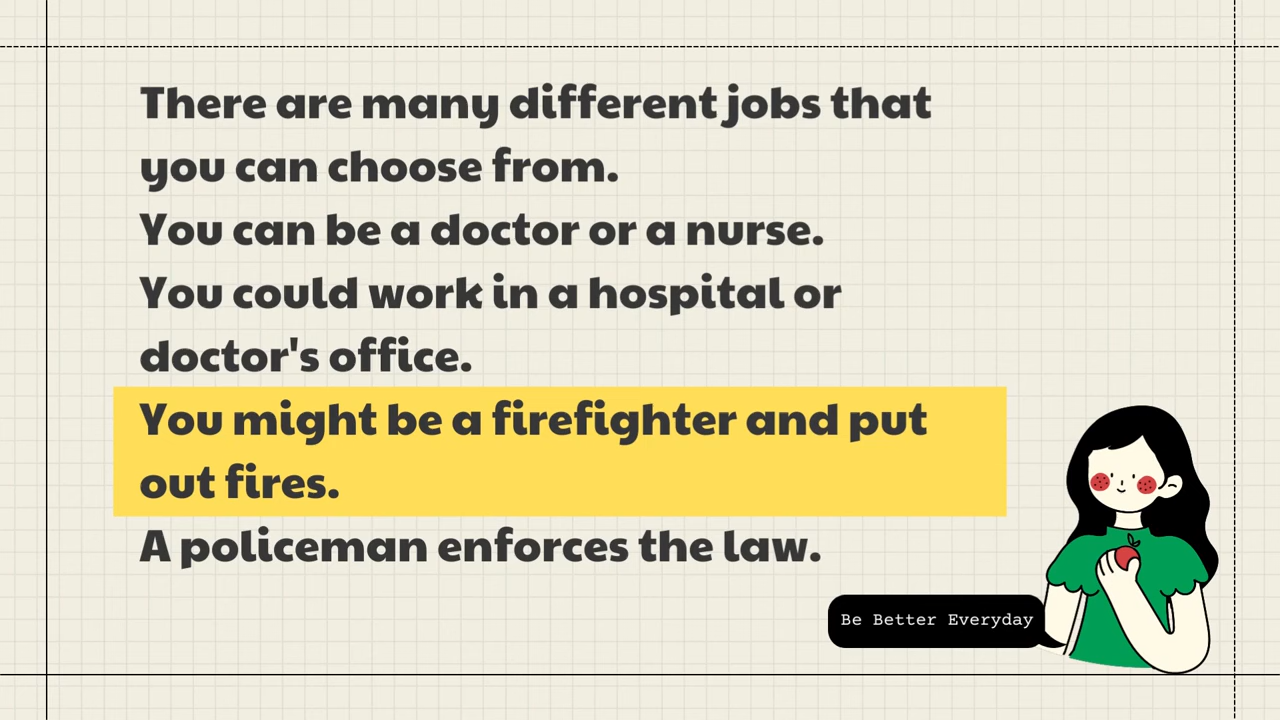 There are many different jobs that
you can choose from.
You can be a doctor or a nurse.
You could work in a hospital or
doctor's office.
You might be a firefighter and put
out fires.
A policeman enforces the law.
Be Better Everyday